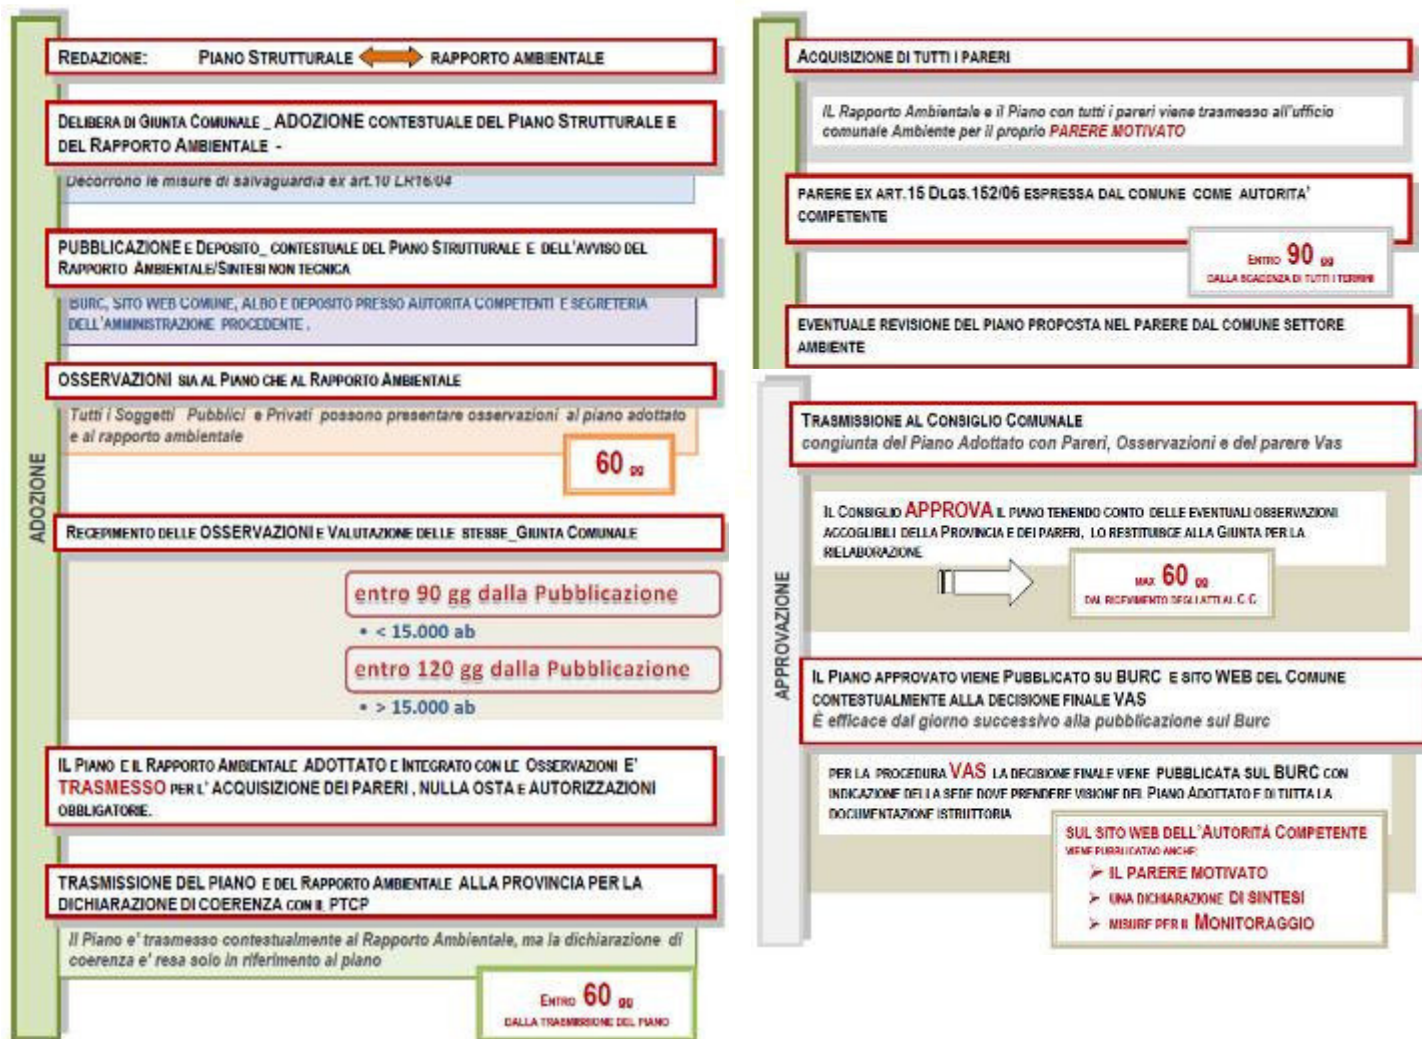 ADOZIONE
REDAZIONE: PIANO STRUTTURALE RAPPORTO AMBIENTALE
DELIBERA DI GIUNTA COMUNALE _ ADOZIONE CONTESTUALE DEL PIANO STRUTTURALE E
DEL RAPPORTO AMBIENTALE -
Decorrono le misure di salvaguardia ex art.10 LR16/04
PUBBLICAZIONE E DEPOSITO_ CONTESTUALE DEL PIANO STRUTTURALE E DELL'AVVISO DEL
RAPPORTO AMBIENTALE/SINTESI NON TECNICA
BURC, SITO WEB COMUNE, ALBO E DEPOSITO PRESSO AUTORITÀ COMPETENTI E SEGRETERIA
DELL'AMMINISTRAZIONE PROCEDENTE .
OSSERVAZIONI SIA AL PIANO CHE AL RAPPORTO AMBIENTALE
Tutti i Soggetti Pubblici e Privati possono presentare osservazioni al piano adottato
e al rapporto ambientale
60 gg
RECEPIMENTO DELLE OSSERVAZIONI E VALUTAZIONE DELLE STESSE_GIUNTA COMUNALE
entro 90 gg dalla Pubblicazione
• < 15.000 ab
entro 120 gg dalla Pubblicazione
• > 15.000 ab
IL PIANO E IL RAPPORTO AMBIENTALE ADOTTATO E INTEGRATO CON LE OSSERVAZIONI E'
TRASMESSO PER L' ACQUISIZIONE DEI PARERI , NULLA OSTA E AUTORIZZAZIONI
OBBLIGATORIE.
TRASMISSIONE DEL PIANO E DEL RAPPORTO AMBIENTALE ALLA PROVINCIA PER LA
DICHIARAZIONE DI COERENZA CON IL PTCP
Il Piano e' trasmesso contestualmente al Rapporto Ambientale, ma la dichiarazione di
coerenza e' resa solo in riferimento al piano
ENTRO 60 gg
DALLA TRASMISSIONE DEL PIANO
ACQUISIZIONE DI TUTTI I PARERI
IL Rapporto Ambientale e il Piano con tutti i pareri viene trasmesso all'ufficio
comunale Ambiente per il proprio PARERE MOTIVATO
PARERE EX ART.15 DLGS.152/06 ESPRESSA DAL COMUNE COME AUTORITA'
COMPETENTE
ENTRO 90 gg
DALLA SCADENZA DI TUTTI I TERMINI
EVENTUALE REVISIONE DEL PIANO PROPOSTA NEL PARERE DAL COMUNE SETTORE
AMBIENTE
APPROVAZIONE
TRASMISSIONE AL CONSIGLIO COMUNALE
congiunta del Piano Adottato con Pareri, Osservazioni e del parere Vas
IL CONSIGLIO APPROVA IL PIANO TENENDO CONTO DELLE EVENTUALI OSSERVAZIONI
ACCOGLIBILI DELLA PROVINCIA E DEI PARERI, LO RESTITUISCE ALLA GIUNTA PER LA
RIELABORAZIONE
MAX 60 gg
DAL RICEVIMENTO DEGLI ATTI AL C.C
IL PIANO APPROVATO VIENE PUBBLICATO SU BURC E SITO WEB DEL COMUNE
CONTESTUALMENTE ALLA DECISIONE FINALE VAS
È efficace dal giorno successivo alla pubblicazione sul Burc
PER LA PROCEDURA VAS LA DECISIONE FINALE VIENE PUBBLICATA SUL BURC CON
INDICAZIONE DELLA SEDE DOVE PRENDERE VISIONE DEL PIANO ADOTTATO E DI TUTTA LA
DOCUMENTAZIONE ISTRUTTORIA
SUL SITO WEB DELL'AUTORITÀ COMPETENTE
VIENE PUBBLICATAO ANCHE:
➢ IL PARERE MOTIVATO
➢ UNA DICHIARAZIONE DI SINTESI
➢ MISURE PER IL MONITORAGGIO